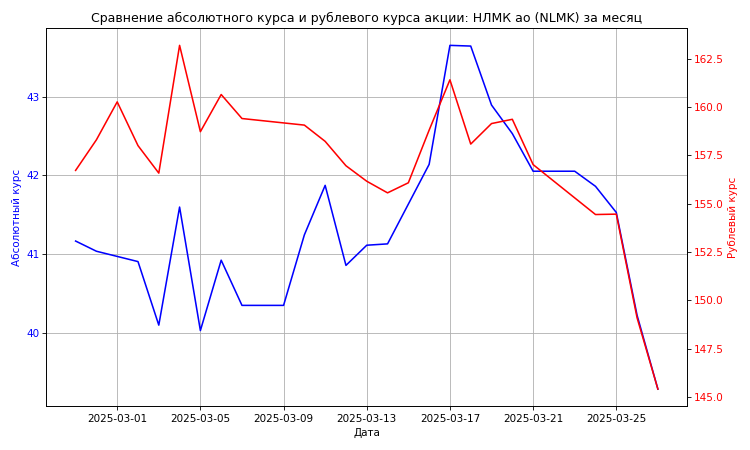 Сравнение абсолютного курса и рублевого курса акции: НЛМК ао (NLMK) за месяц
Абсолютный курс
43
42
41
40
162.5
160.0
157.5
155.0
152.5
150.0
147.5
145.0
Рублевый курс
2025-03-01 2025-03-05 2025-03-09 2025-03-13 2025-03-17 2025-03-21 2025-03-25
Дата